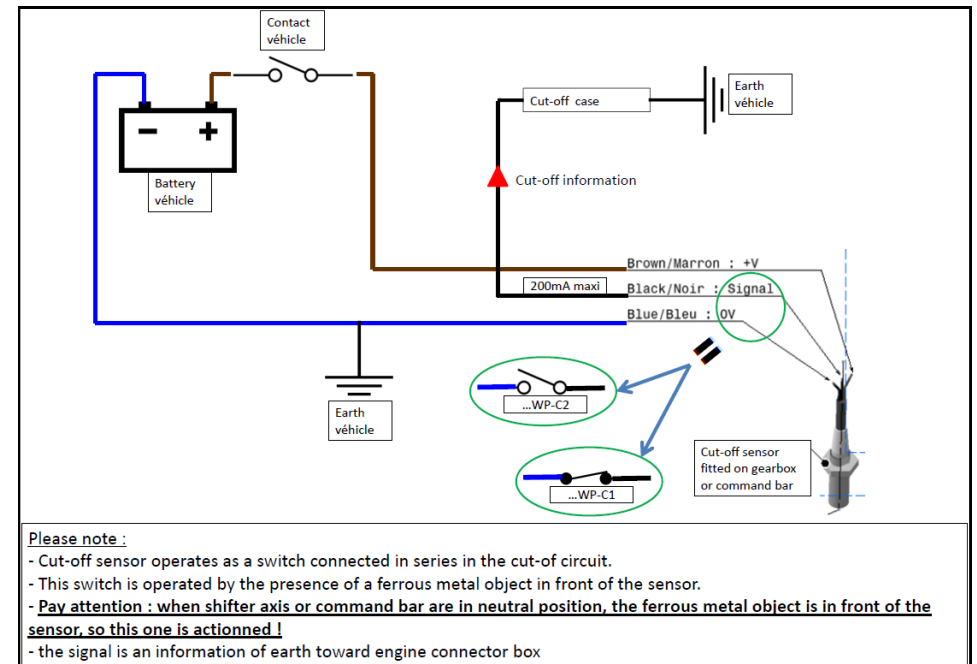 Contact
véhicle
Cut-off case
Earth
véhicle
Battery
véhicle
Cut-off information
Brown/Marron : +V
200mA maxi
Black/Noir : Signal
Blue/Bleu : 0V
...WP-C2
Earth
véhicle
Cut-off sensor
fitted on gearbox
or command bar
...WP-C1
Please note :
- Cut-off sensor operates as a switch connected in series in the cut-of circuit.
- This switch is operated by the presence of a ferrous metal object in front of the sensor.
- Pay attention : when shifter axis or command bar are in neutral position, the ferrous metal object is in front of the
sensor, so this one is actionned !
- the signal is an information of earth toward engine connector box